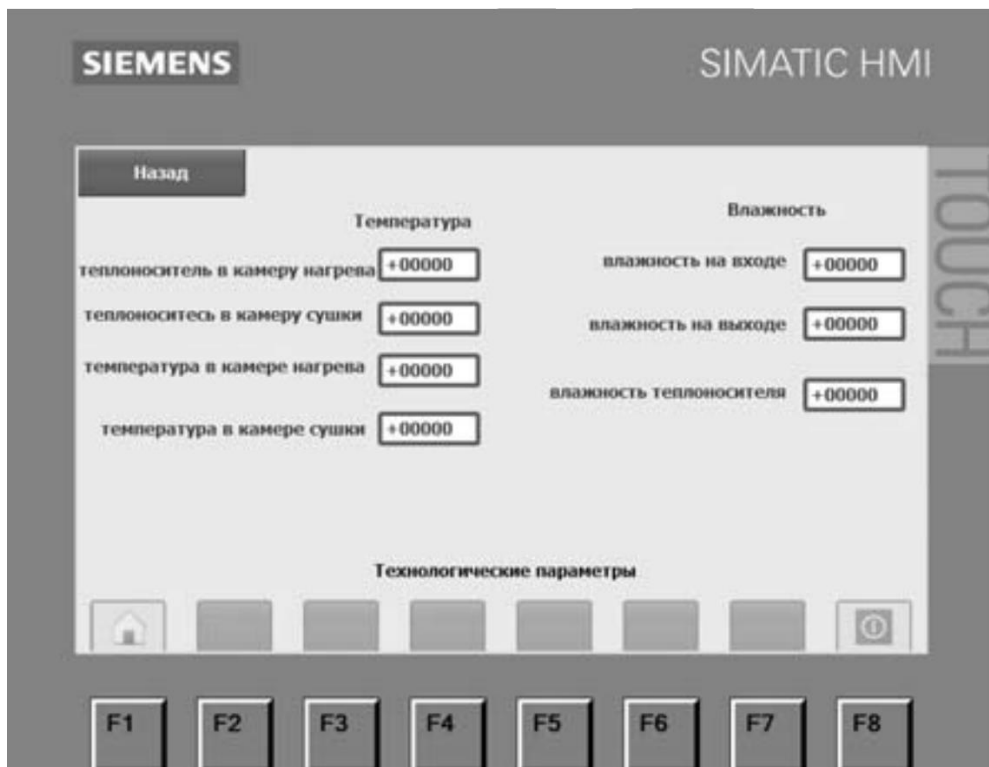 SIEMENS
SIMATIC HMI
TOUCH
Назад
Температура
Влажность
теплоноситель в камеру нагрева +00000
влажность на входе +00000
теплоноситесь в камеру сушки +00000
влажность на выходе +00000
температура в камере нагрева +00000
влажность теплоносителя +00000
температура в камере сушки +00000
Технологические параметры
F1 F2 F3 F4 F5 F6 F7 F8